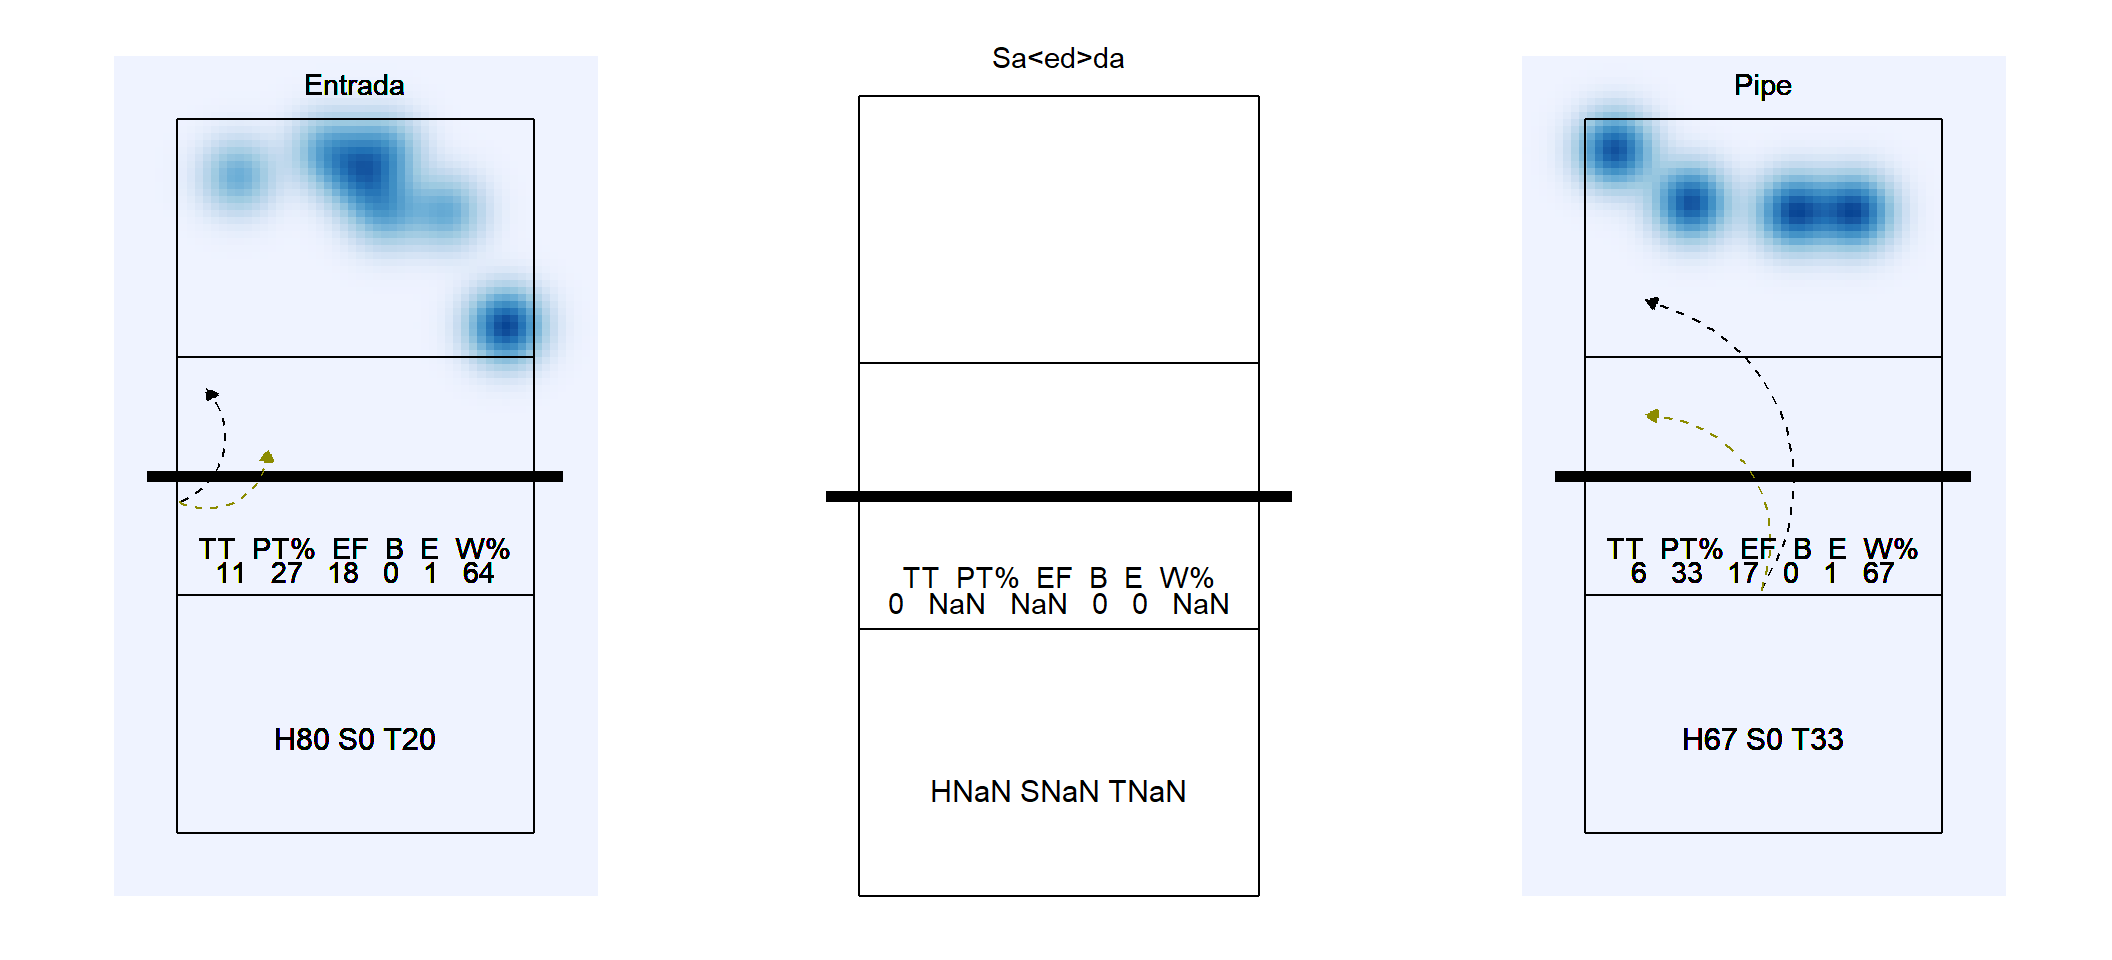 Entrada
TT PT% EF B E W%
11 27 18 0 1 64
H80 S0 T20
Sa<ed>da
TT PT% EF B E W%
0 NaN NaN 0 0 NaN
HNaN SNaN TNaN
Pipe
TT PT% EF B E W%
6 33 17 0 1 67
H67 S0 T33